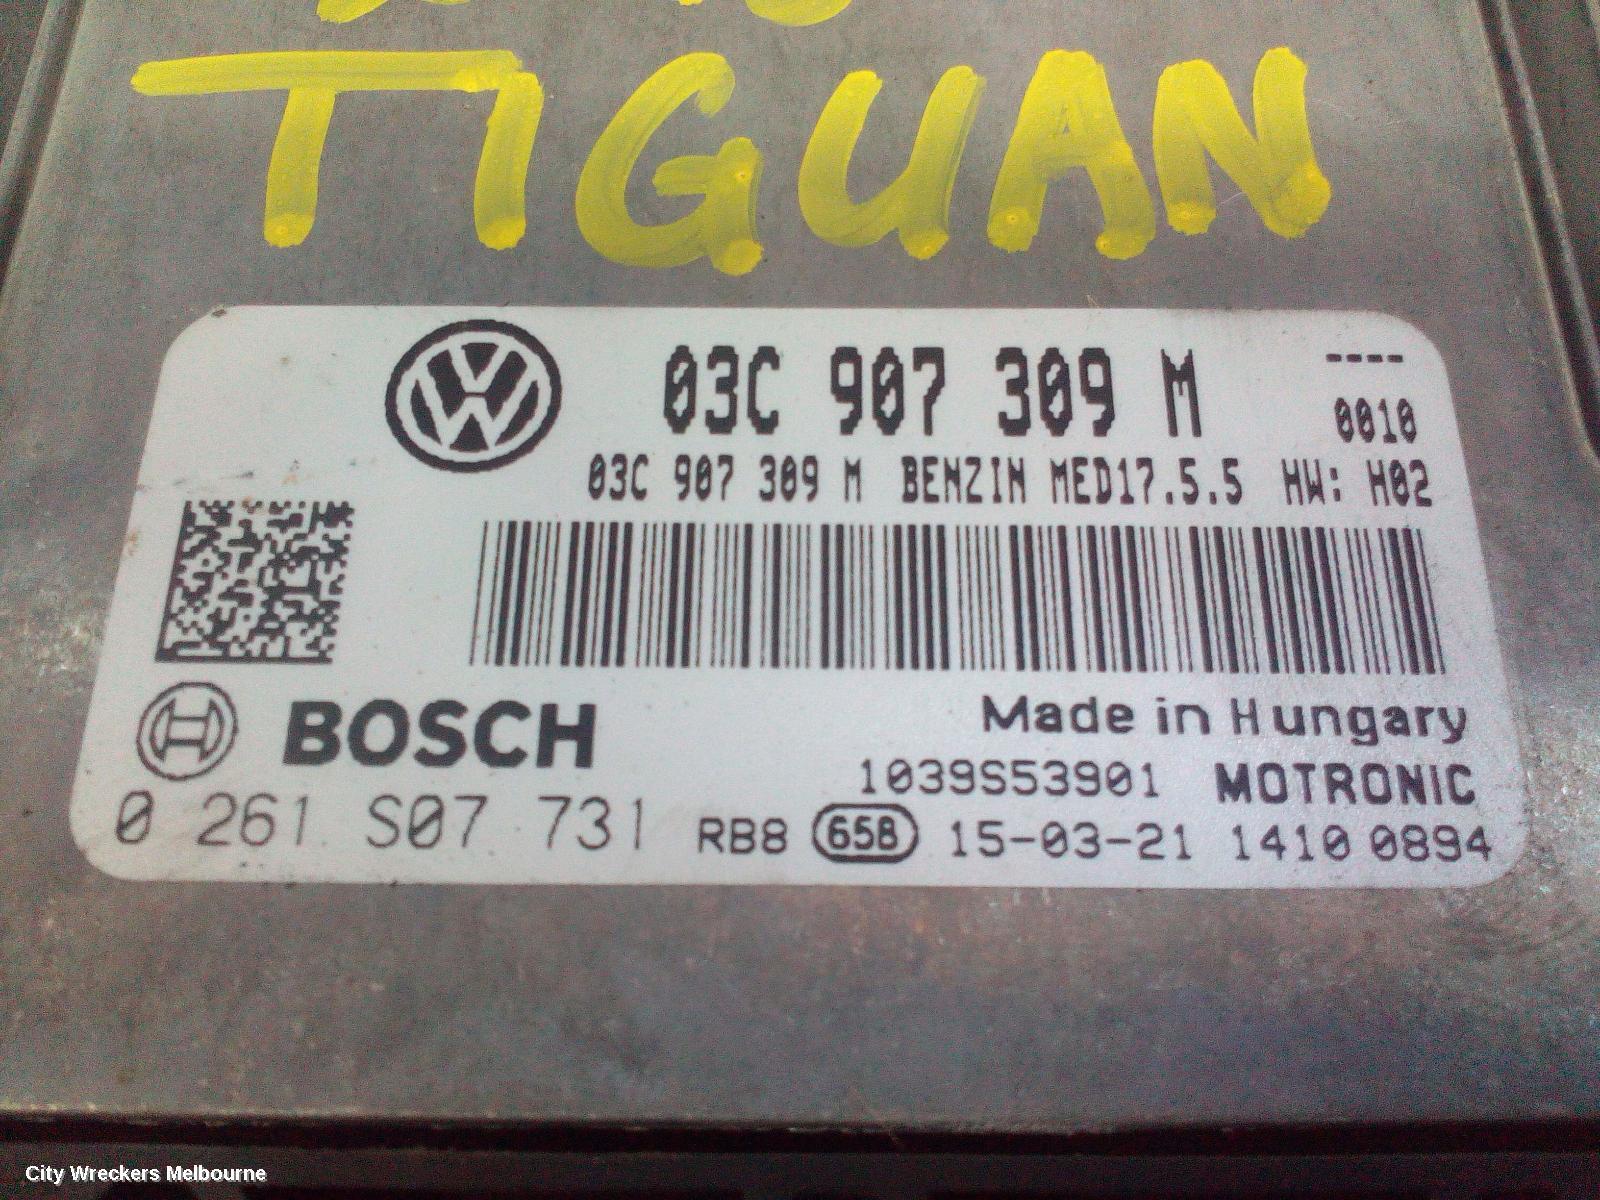 TIGUAN
03C 907 309 M ----
0010
03C 907 309 M BENZIN MED17.5.5 HW: H02
BOSCH
Made in Hungary
1039S53901 MOTRONIC
0 261 S07 731 RB8 65B 15-03-21 1410 0894
City Wreckers Melbourne